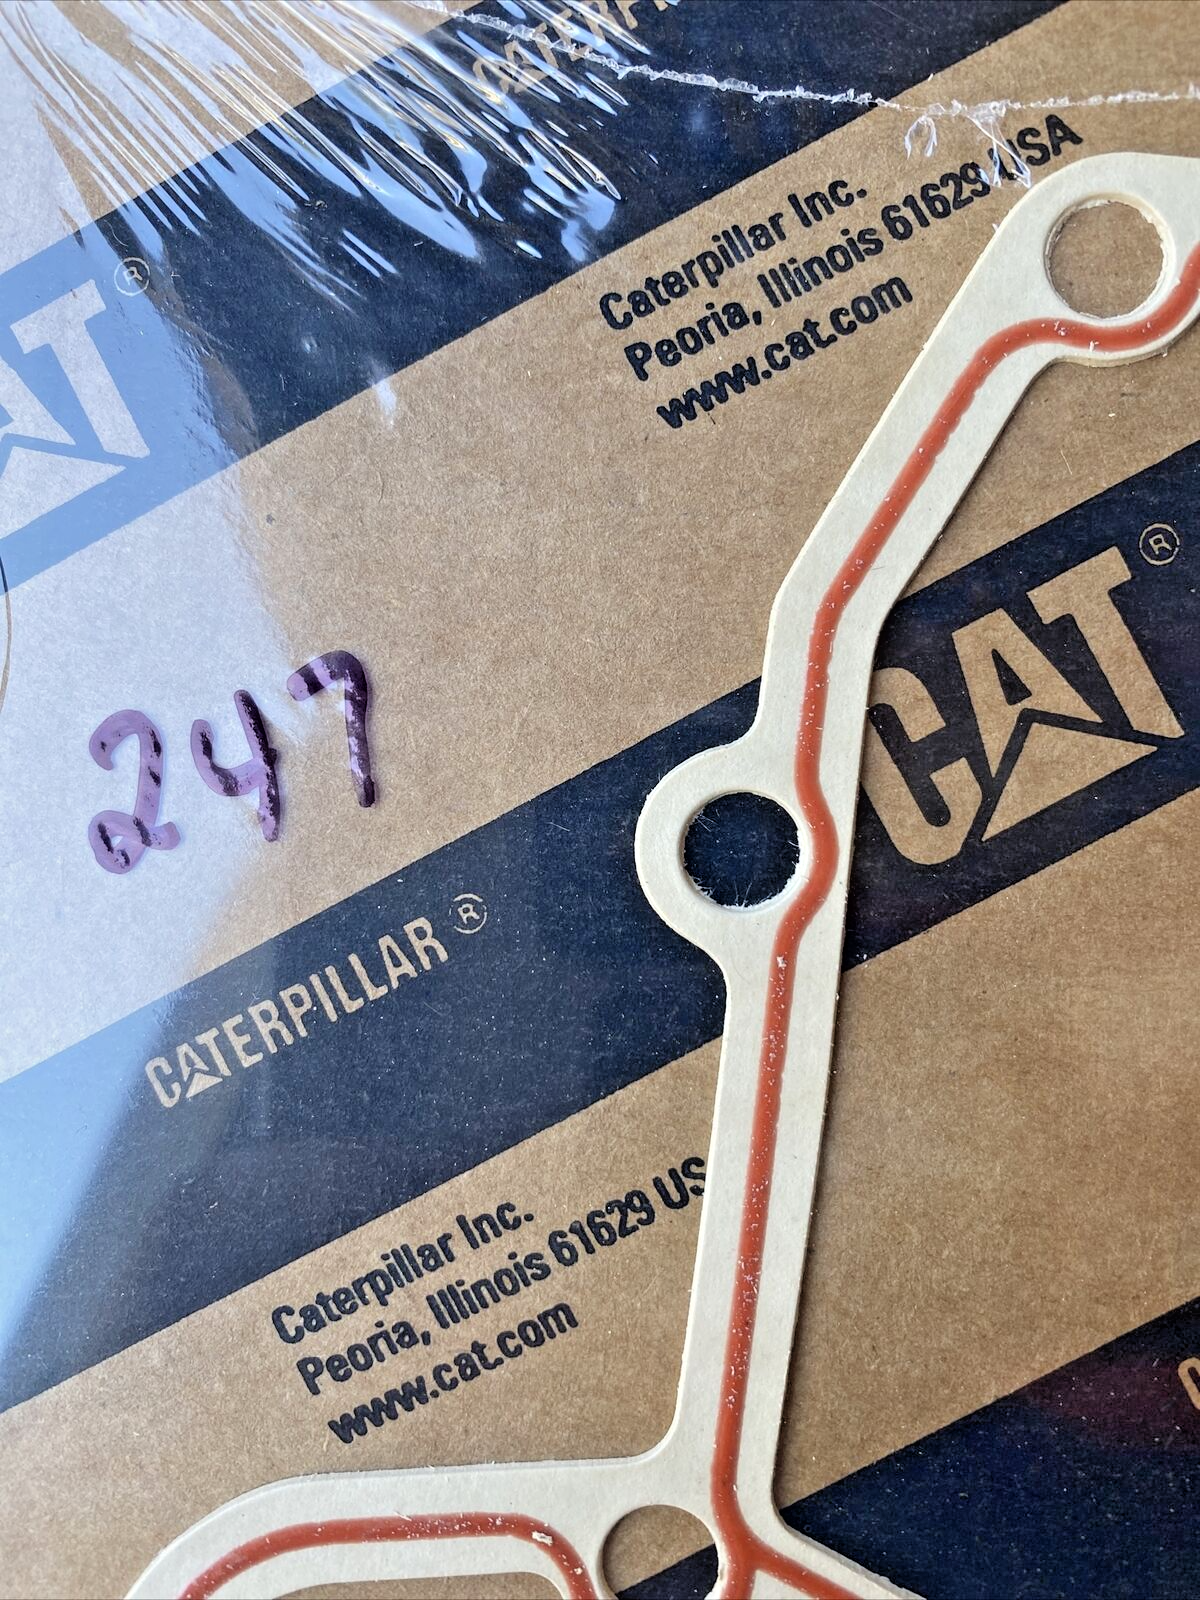 Caterpillar Inc.
Peoria, Illinois 61629 USA
www.cat.com
CAT®
247
CATERPILLAR®
Caterpillar Inc.
Peoria, Illinois 61629 US
www.cat.com